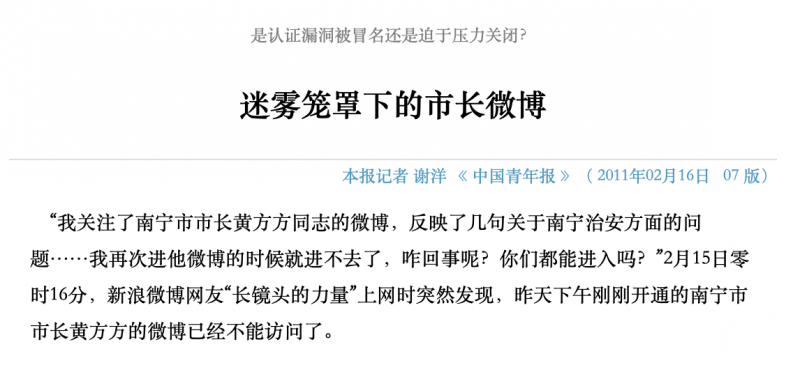 是认证漏洞被冒名还是迫于压力关闭？
迷雾笼罩下的市长微博
本报记者 谢洋 《 中国青年报 》（ 2011年02月16日 07 版）
“我关注了南宁市市长黄方方同志的微博，反映了几句关于南宁治安方面的问
题……我再次进他微博的时候就进不去了，咋回事呢？你们都能进入吗？”2月15日零
时16分，新浪微博网友“长镜头的力量”上网时突然发现，昨天下午刚刚开通的南宁市
市长黄方方的微博已经不能访问了。